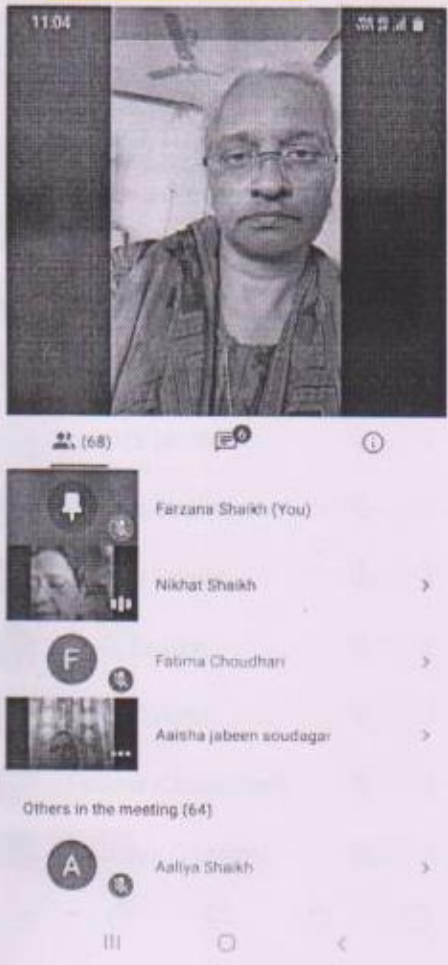 11:04
(68)
6
Farzana Shaikh (You)
Nikhat Shaikh
F
Fatima Choudhari
Aaisha jabeen soudagar
Others in the meeting (64)
A
Aaliya Shaikh